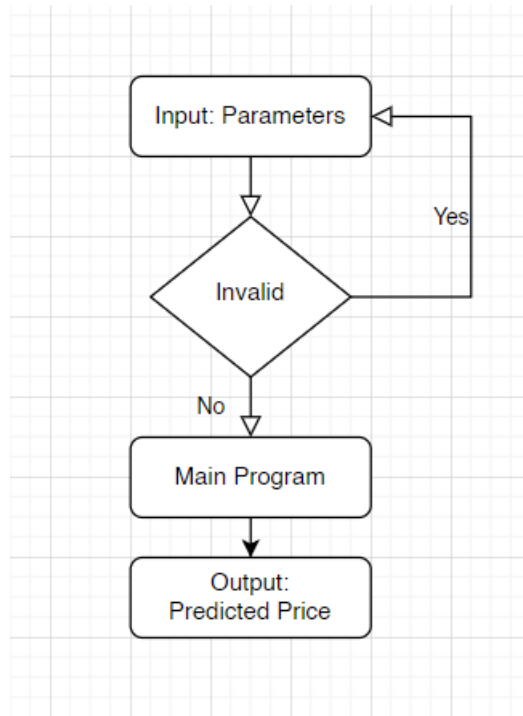 Input: Parameters
Invalid
Yes
No
Main Program
Output:
Predicted Price